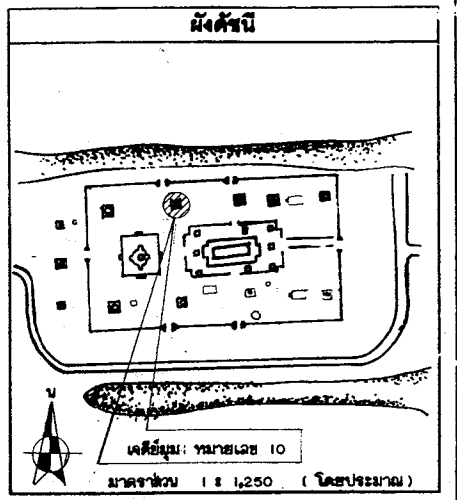 ผังดัชนี
น
เจดีย์มุม: หมายเลข 10
มาตราส่วน 1 : 1,250 ( โดยประมาณ )